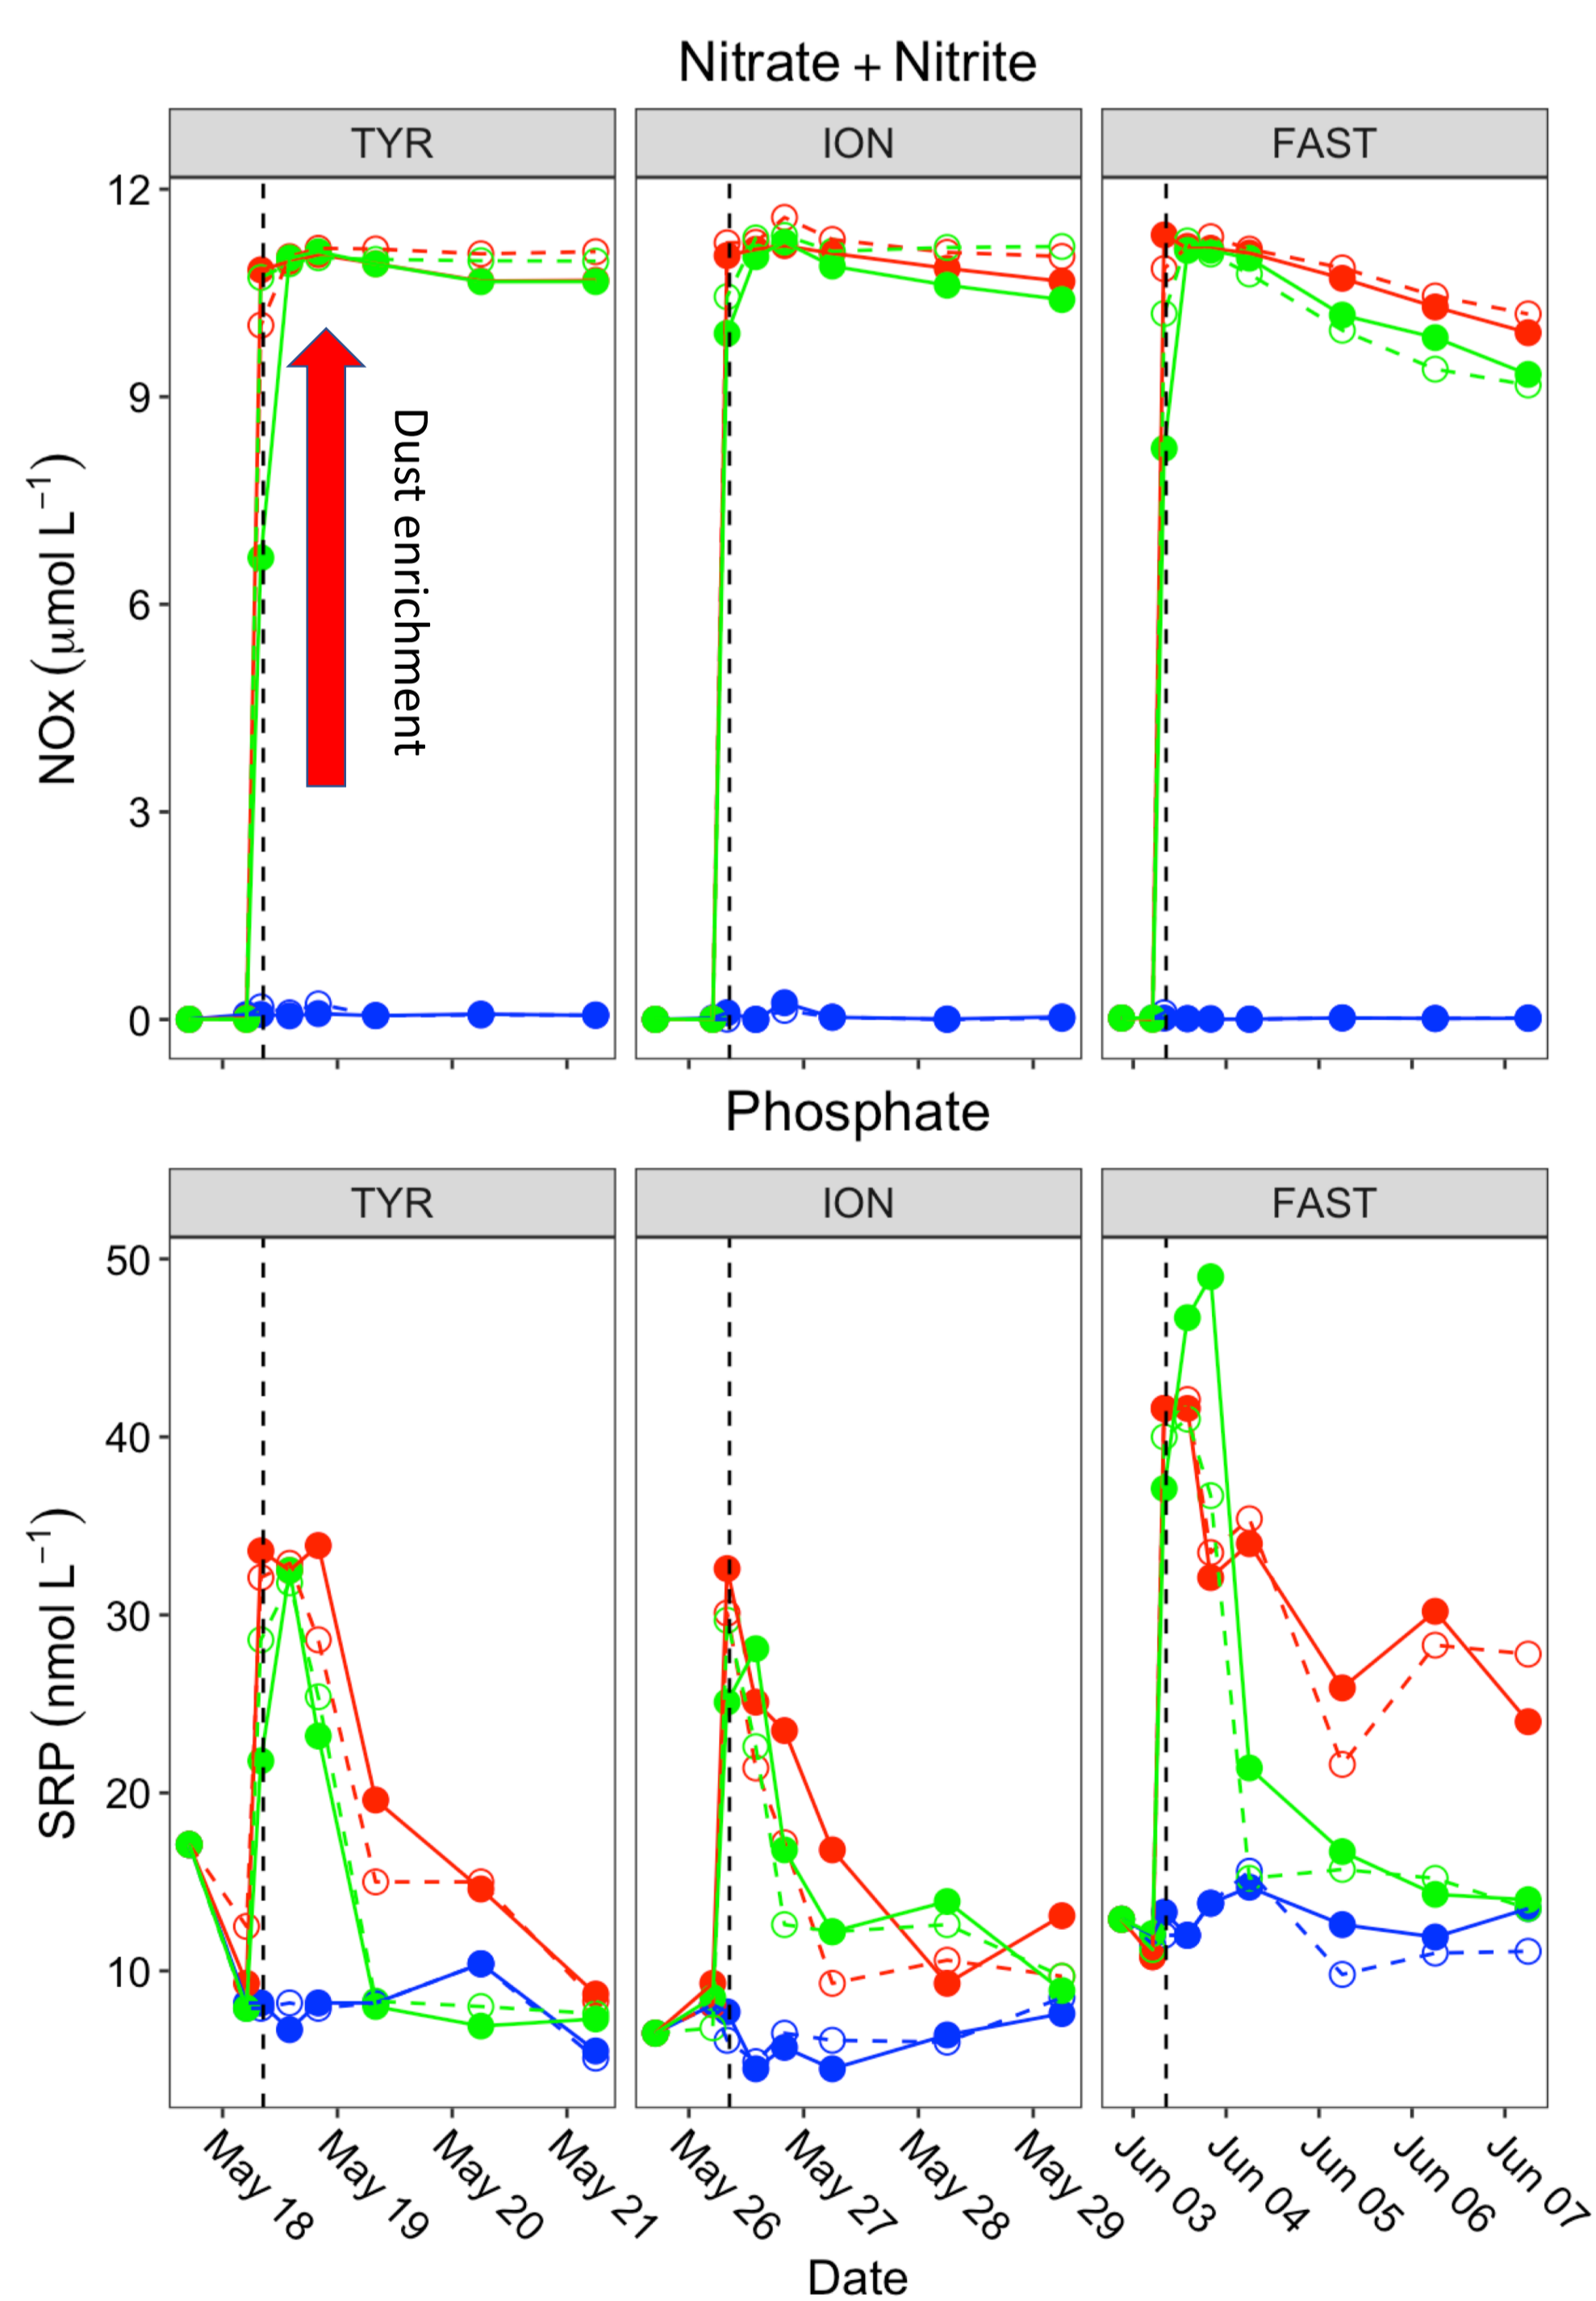 Nitrate + Nitrite
TYR ION FAST
12
9
6
3
0
NOx (μmol L⁻¹)
Dust enrichment
Phosphate
TYR ION FAST
50
40
30
20
10
SRP (nmol L⁻¹)
May 18 May 19 May 20 May 21 May 26 May 27 May 28 May 29 Jun 03 Jun 04 Jun 05 Jun 06 Jun 07
Date